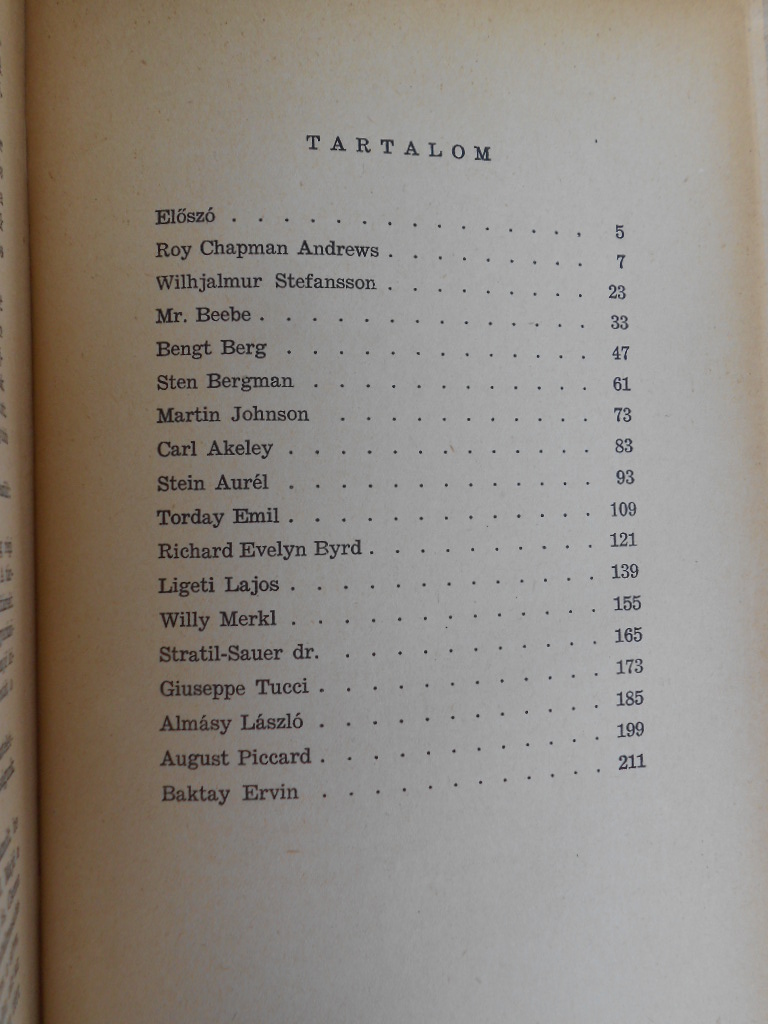 TARTALOM
Előszó . . . . . . . . . . . . . . 5
Roy Chapman Andrews . . . . . . . . . 7
Wilhjalmur Stefansson . . . . . . . . . 23
Mr. Beebe . . . . . . . . . . . . . 33
Bengt Berg . . . . . . . . . . . . 47
Sten Bergman . . . . . . . . . . . 61
Martin Johnson . . . . . . . . . . 73
Carl Akeley . . . . . . . . . . . . 83
Stein Aurél . . . . . . . . . . . . 93
Torday Emil . . . . . . . . . . . . 109
Richard Evelyn Byrd . . . . . . . . . 121
Ligeti Lajos . . . . . . . . . . . . 139
Willy Merkl . . . . . . . . . . . . 155
Stratil-Sauer dr. . . . . . . . . . . 165
Giuseppe Tucci . . . . . . . . . . . 173
Almásy László . . . . . . . . . . . 185
August Piccard . . . . . . . . . . . 199
Baktay Ervin . . . . . . . . . . . 211